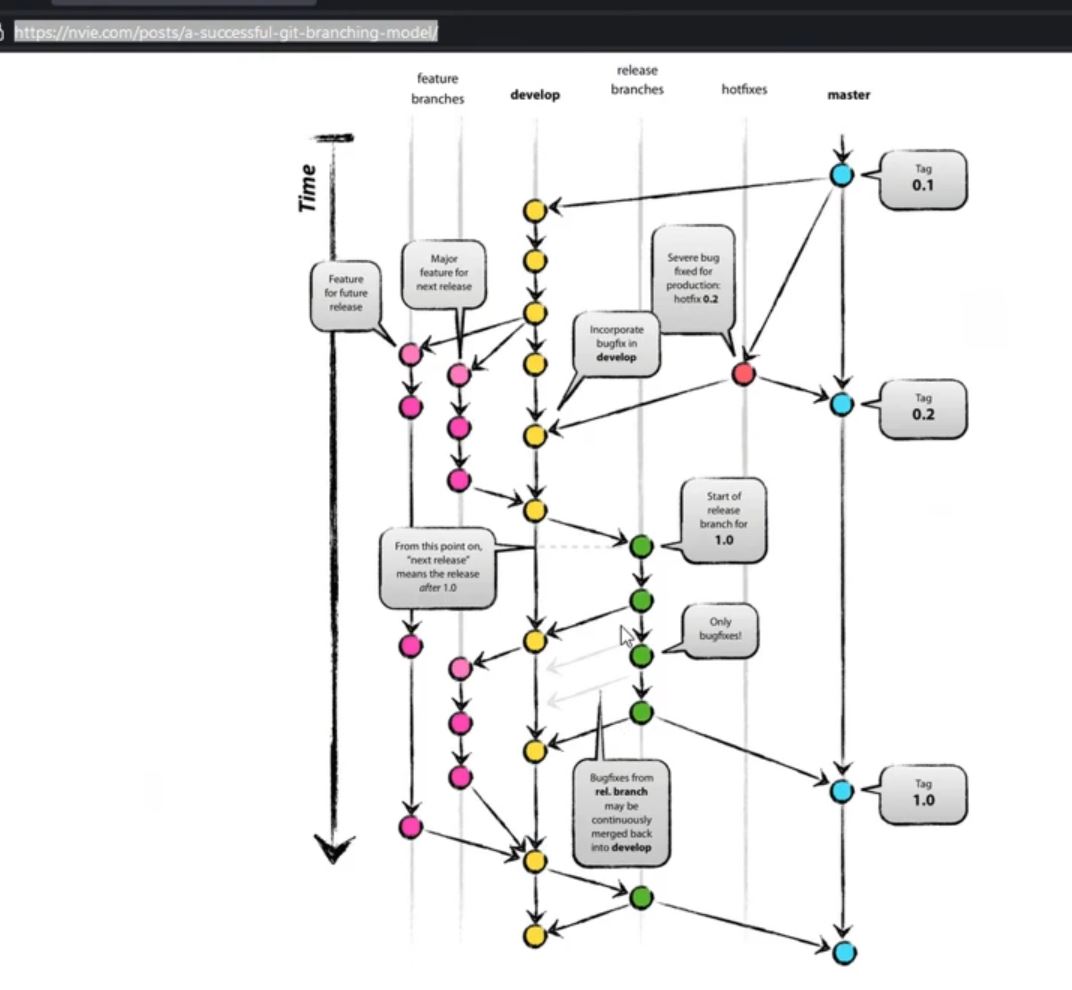 https://nvie.com/posts/a-successful-git-branching-model/
feature
branches
develop
release
branches
hotfixes
master
Time
Tag
0.1
Feature
for future
release
Major
feature for
next release
Severe bug
fixed for
production:
hotfix 0.2
Incorporate
bugfix in
develop
Tag
0.2
Start of
release
branch for
1.0
From this point on,
“next release”
means the release
after 1.0
Only
bugfixes!
Tag
1.0
Bugfixes from
rel. branch
may be
continuously
merged back
into develop